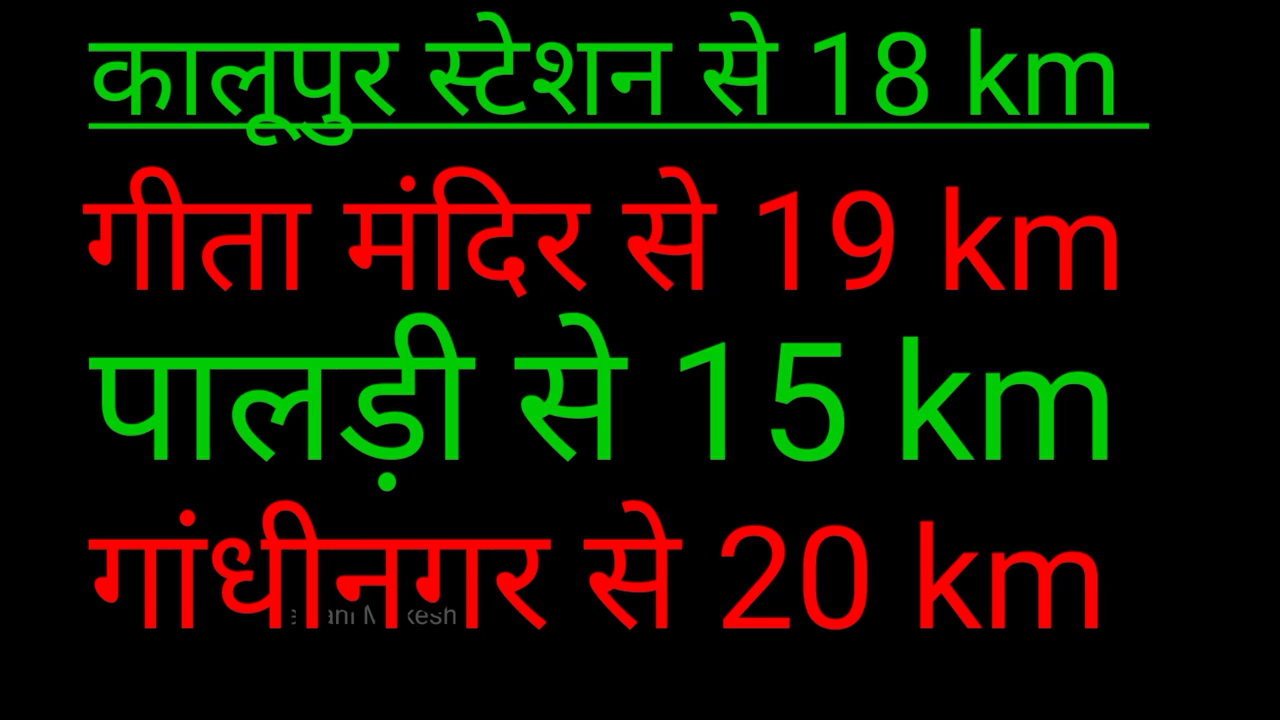 कालूपुर स्टेशन से 18 km
गीता मंदिर से 19 km
पालड़ी से 15 km
गांधीनगर से 20 km